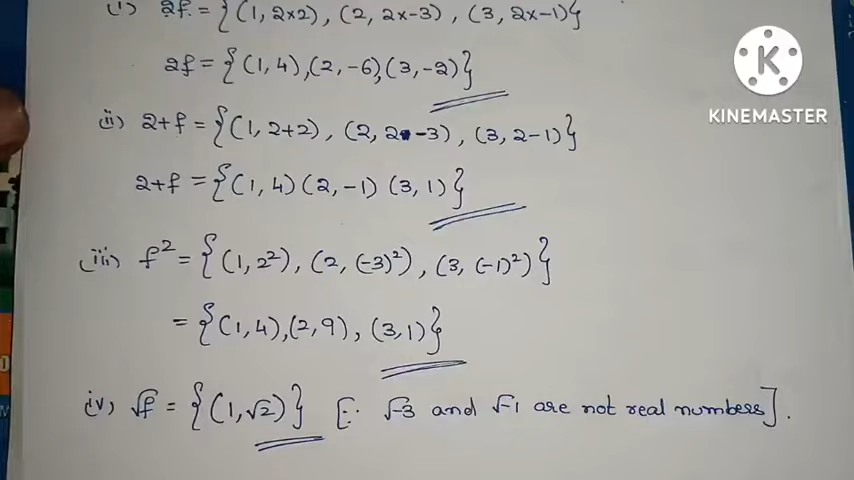 (i) 2f = {(1, 2×2), (2, 2x-3), (3, 2x-1)}
2f = {(1, 4), (2, -6), (3, -2)}
KINEMASTER
(ii) 2+f = {(1, 2+2), (2, 2-3), (3, 2-1)}
2+f = {(1, 4) (2, -1) (3, 1)}
(iii) f² = {(1, 2²), (2, (-3)²), (3, (-1)²)}
= {(1, 4), (2, 9), (3, 1)}
iv) √f = {(1, √2)} [∵ √-3 and √-1 are not real numbers].